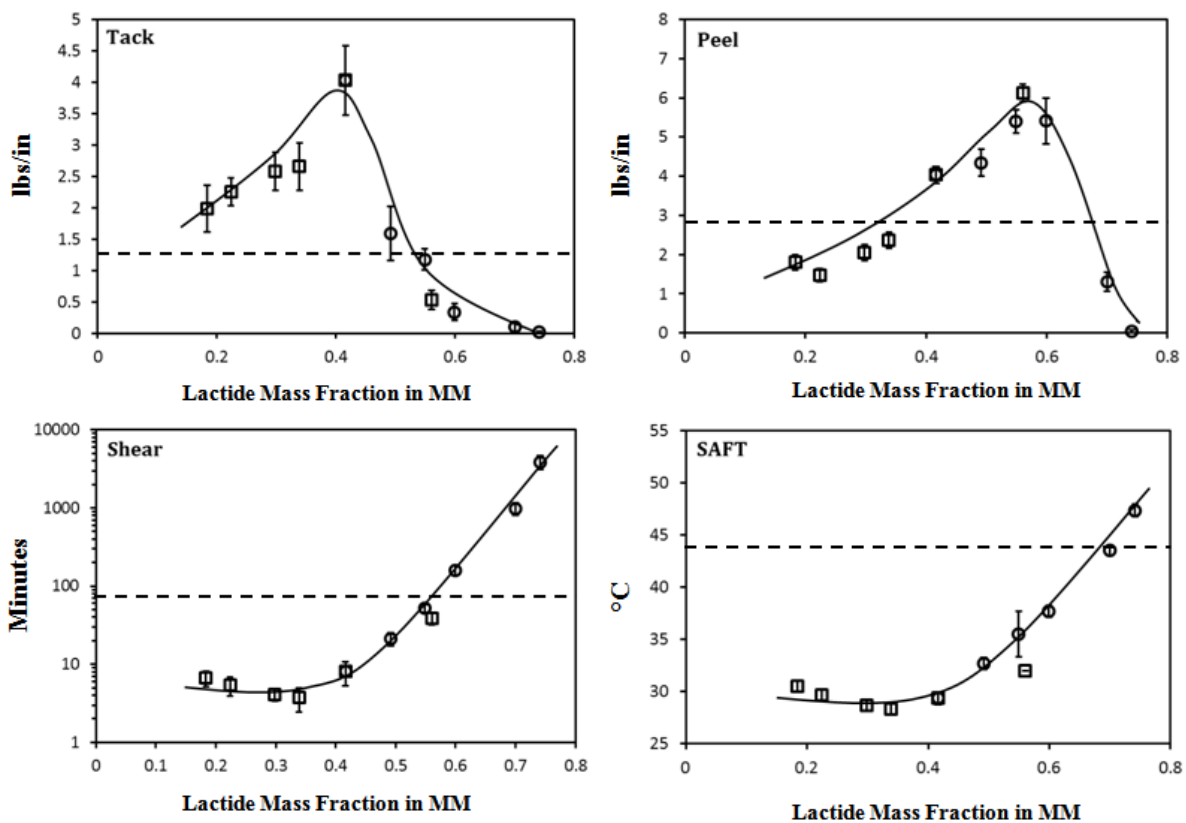 Tack
lbs/in
5
4.5
4
3.5
3
2.5
2
1.5
1
0.5
0
0 0.2 0.4 0.6 0.8
Lactide Mass Fraction in MM
Peel
lbs/in
8
7
6
5
4
3
2
1
0
0 0.2 0.4 0.6 0.8
Lactide Mass Fraction in MM
Shear
Minutes
10000
1000
100
10
1
0 0.1 0.2 0.3 0.4 0.5 0.6 0.7 0.8
Lactide Mass Fraction in MM
SAFT
°C
55
50
45
40
35
30
25
0 0.2 0.4 0.6 0.8
Lactide Mass Fraction in MM